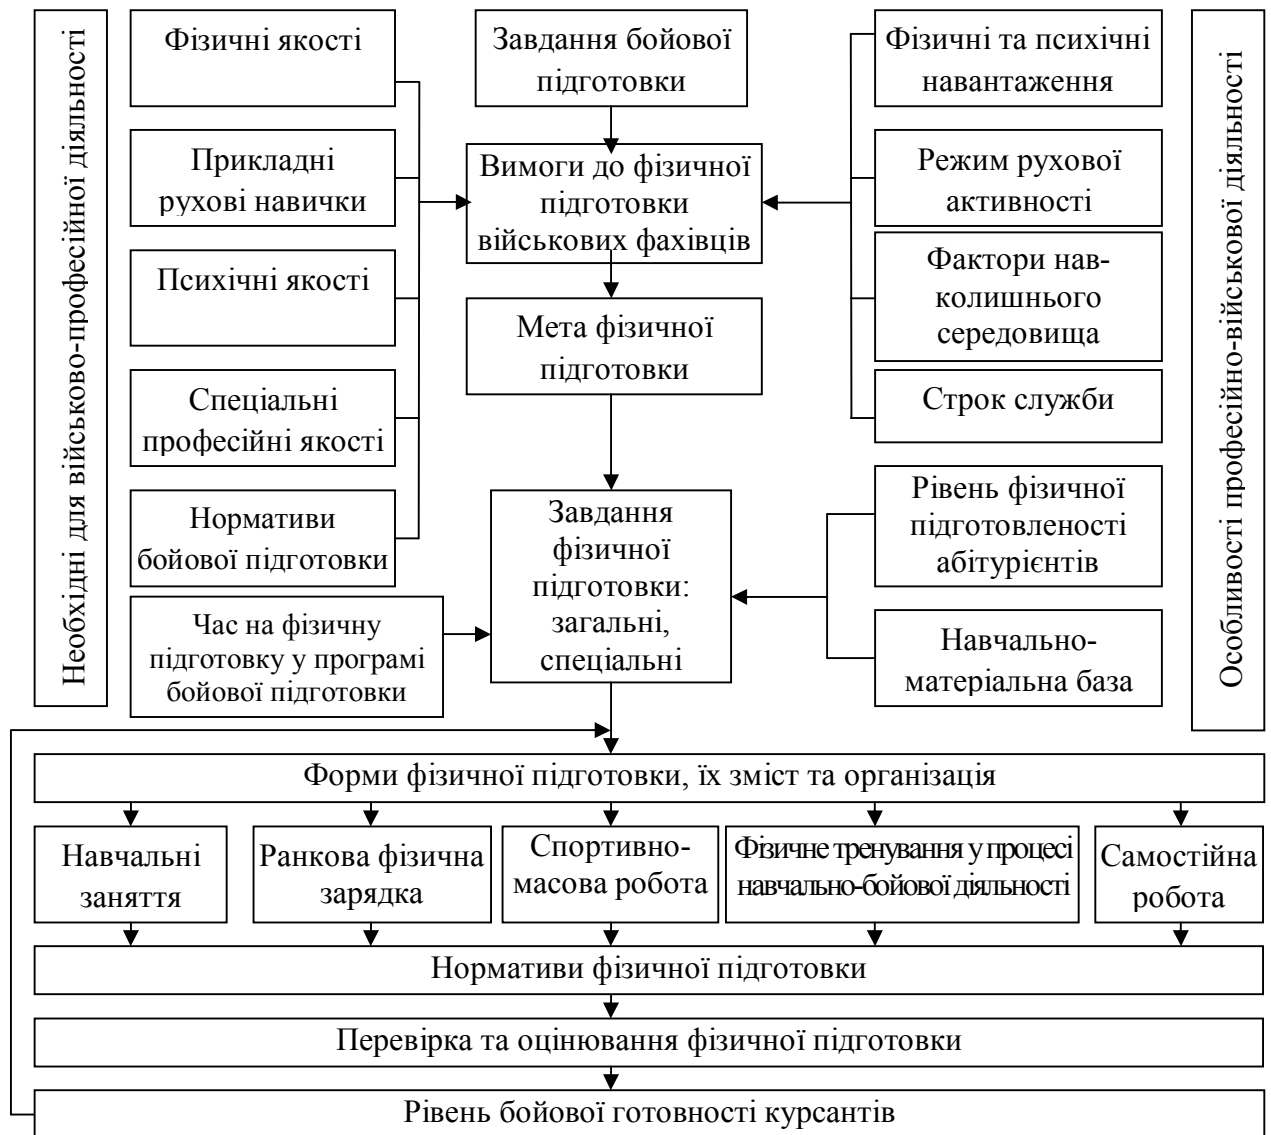 Необхідні для військово-професійної діяльності
Фізичні якості
Прикладні
рухові навички
Психічні якості
Спеціальні
професійні якості
Нормативи
бойової підготовки
Час на фізичну
підготовку у програмі
бойової підготовки
Завдання бойової
підготовки
Вимоги до фізичної
підготовки
військових фахівців
Мета фізичної
підготовки
Завдання
фізичної
підготовки:
загальні,
спеціальні
Фізичні та психічні
навантаження
Режим рухової
активності
Фактори нав-
колишнього
середовища
Строк служби
Рівень фізичної
підготовленості
абітурієнтів
Навчально-
матеріальна база
Особливості професійно-військової діяльності
Форми фізичної підготовки, їх зміст та організація
Навчальні
заняття
Ранкова фізична
зарядка
Спортивно-
масова робота
Фізичне тренування у процесі
навчально-бойової діяльності
Самостійна
робота
Нормативи фізичної підготовки
Перевірка та оцінювання фізичної підготовки
Рівень бойової готовності курсантів